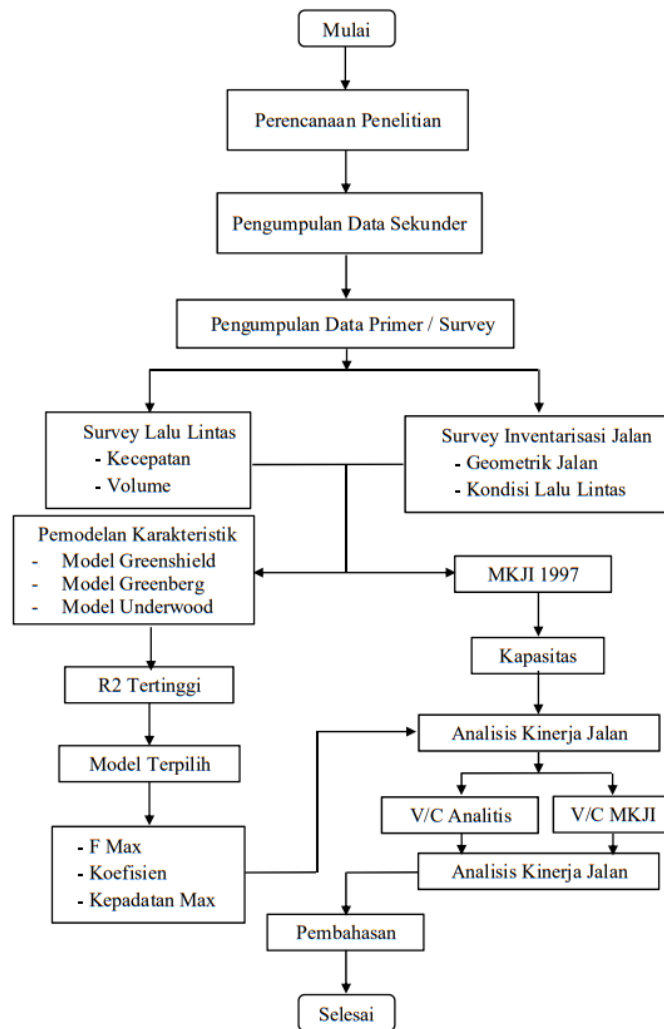 Mulai
Perencanaan Penelitian
Pengumpulan Data Sekunder
Pengumpulan Data Primer / Survey
Survey Lalu Lintas
- Kecepatan
- Volume
Survey Inventarisasi Jalan
- Geometrik Jalan
- Kondisi Lalu Lintas
Pemodelan Karakteristik
- Model Greenshield
- Model Greenberg
- Model Underwood
MKJI 1997
Kapasitas
R2 Tertinggi
Model Terpilih
Analisis Kinerja Jalan
V/C Analitis
V/C MKJI
- F Max
- Koefisien
- Kepadatan Max
Analisis Kinerja Jalan
Pembahasan
Selesai